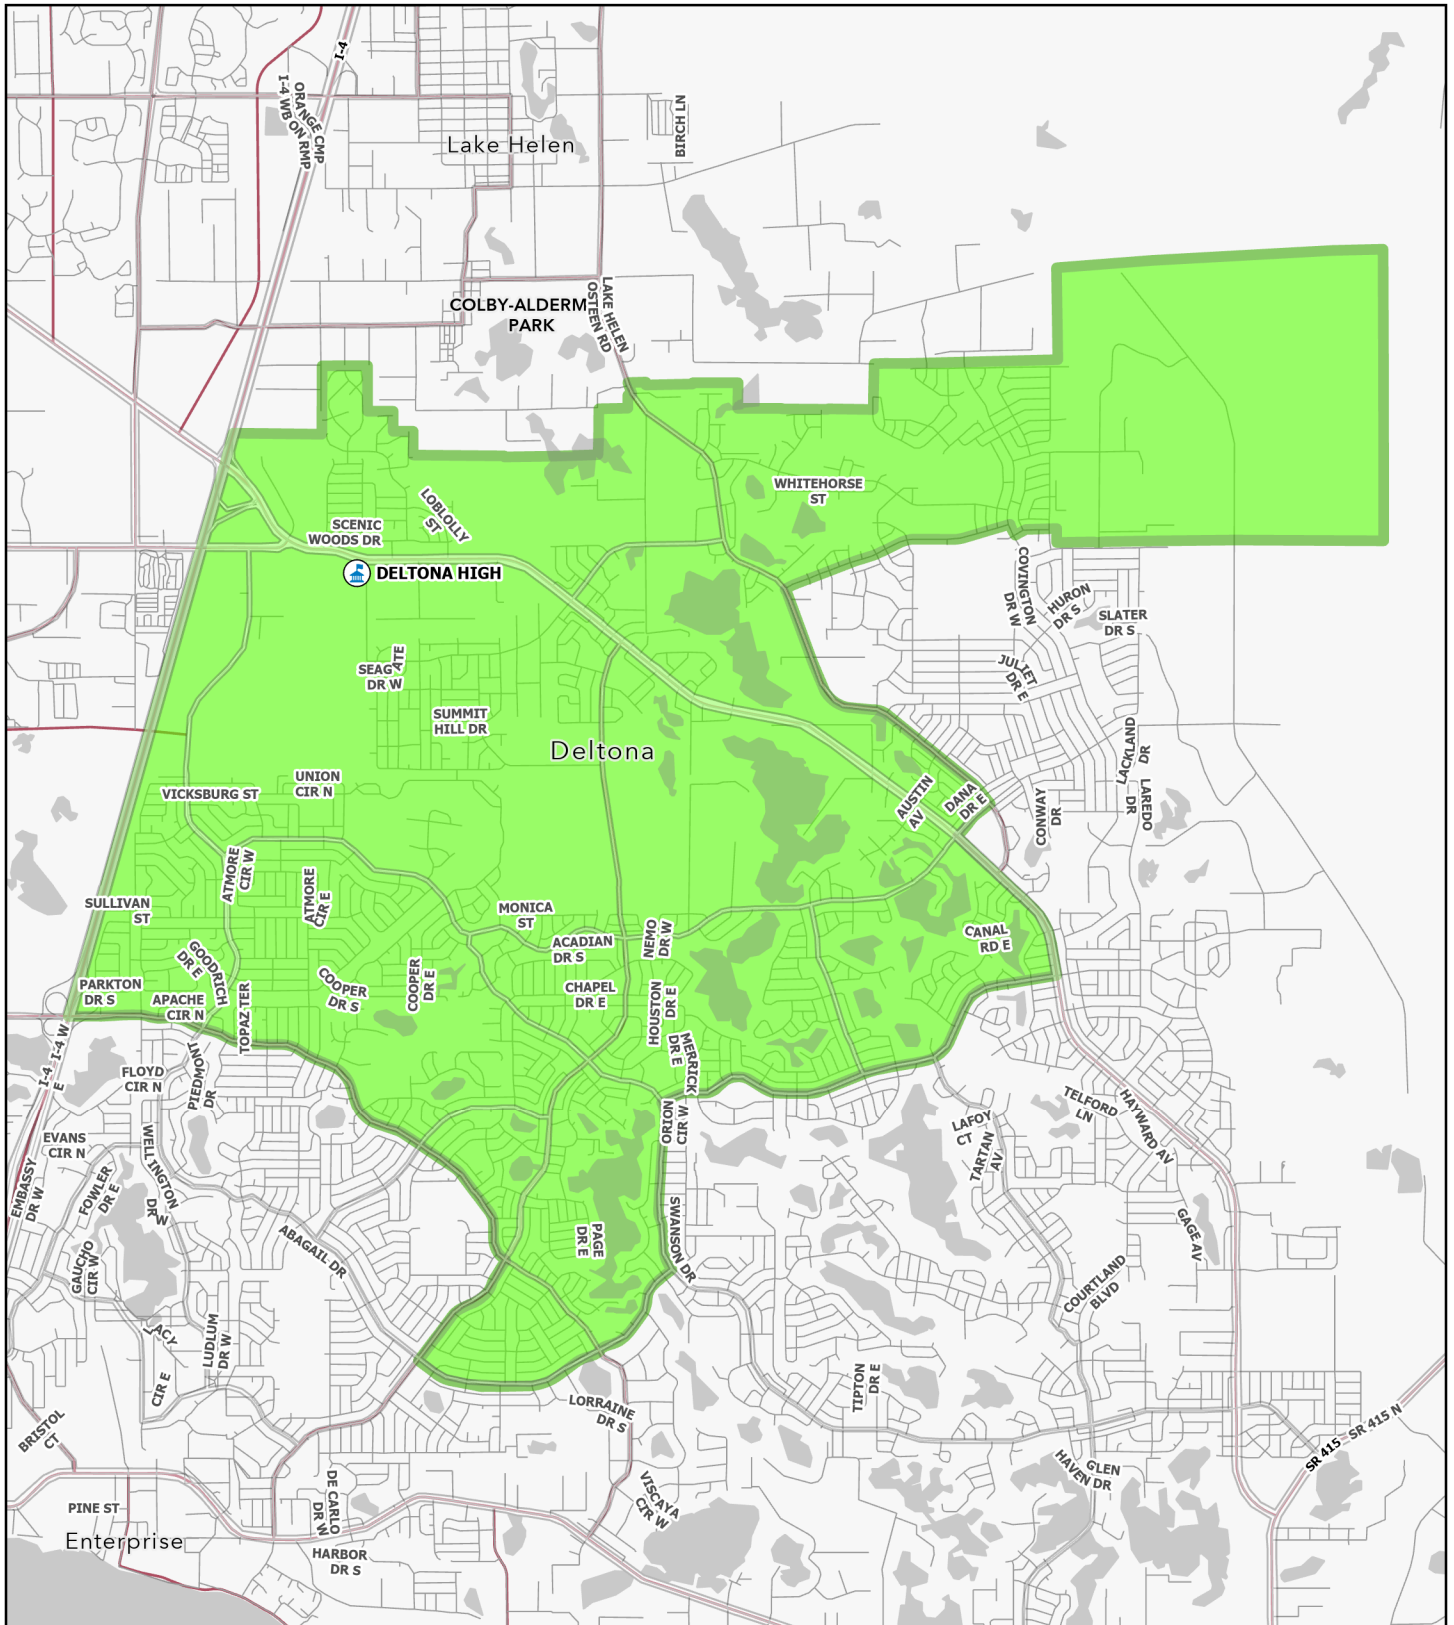 I-4
ORANGE CMP
I-4 WB ON RMP
BIRCH LN
Lake Helen
COLBY-ALDERM
PARK
LAKE HELEN
OSTEEN RD
WHITEHORSE
ST
LOBLOLLY
ST
SCENIC
WOODS DR
DELTONA HIGH
COVINGTON
DR W
HURON
DR S
SLATER
DR S
SEAGATE
DR W
JULIET
DR E
SUMMIT
HILL DR
Deltona
LACKLAND
DR
UNION
CIR N
VICKSBURG ST
AUSTIN
AV
DANA
DR E
CONWAY
DR
LAREDO
DR
ATMORE
CIR W
ATMORE
CIR E
SULLIVAN
ST
MONICA
ST
ACADIAN
DR S
NEMO
DR W
CANAL
RD E
GOODRICH
DR E
PARKTON
DR S
APACHE
CIR N
TOPAZ TER
COOPER
DR S
COOPER
DR E
CHAPEL
DR E
HOUSTON
DR E
MERRICK
DR E
I-4 W
I-4
E
FLOYD
CIR N
PIEDMONT
DR
ORION
CIR W
TELFORD
LN
HAYWARD AV
LAFOY
CT
TARTAN
AV
EVANS
CIR N
WELLINGTON
DR W
EMBASSY
DR W
FOWLER
DR E
ABAGAIL DR
PAGE
DR E
SWANSON DR
GAGE AV
GAUCHO
CIR W
COURTLAND
BLVD
LACY
CIR E
LUDLUM
DR W
TIPTON
DR E
LORRAINE
DR S
BRISTOL
CT
SR 415
SR 415 N
GLEN
HAVEN DR
DE CARLO
DR W
VISCAYA
CIR W
PINE ST
Enterprise
HARBOR
DR S